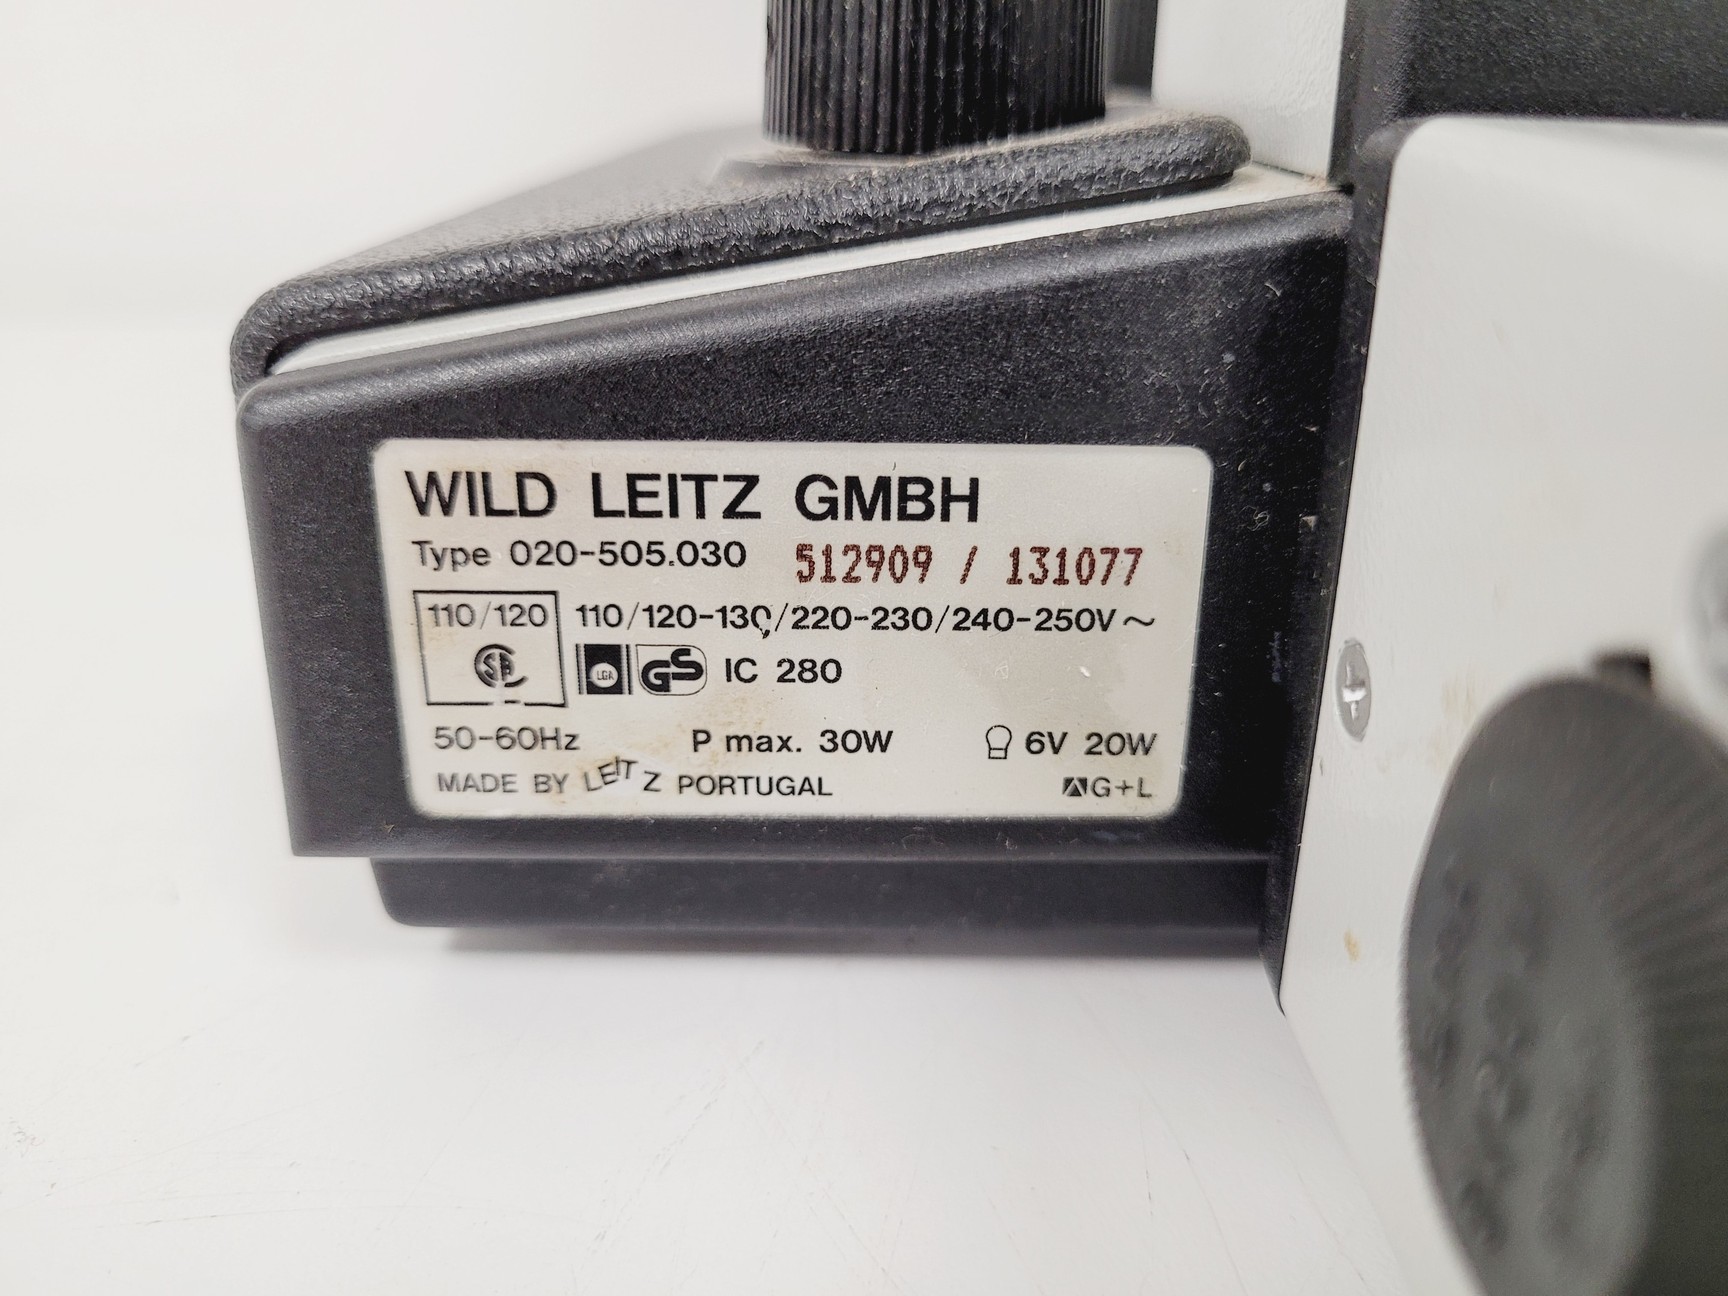 WILD LEITZ GMBH
Type 020-505.030 512909 / 131077
110/120 110/120-130/220-230/240-250V~
LGA GS IC 280
50-60Hz P max. 30W 6V 20W
MADE BY LEITZ PORTUGAL G+L